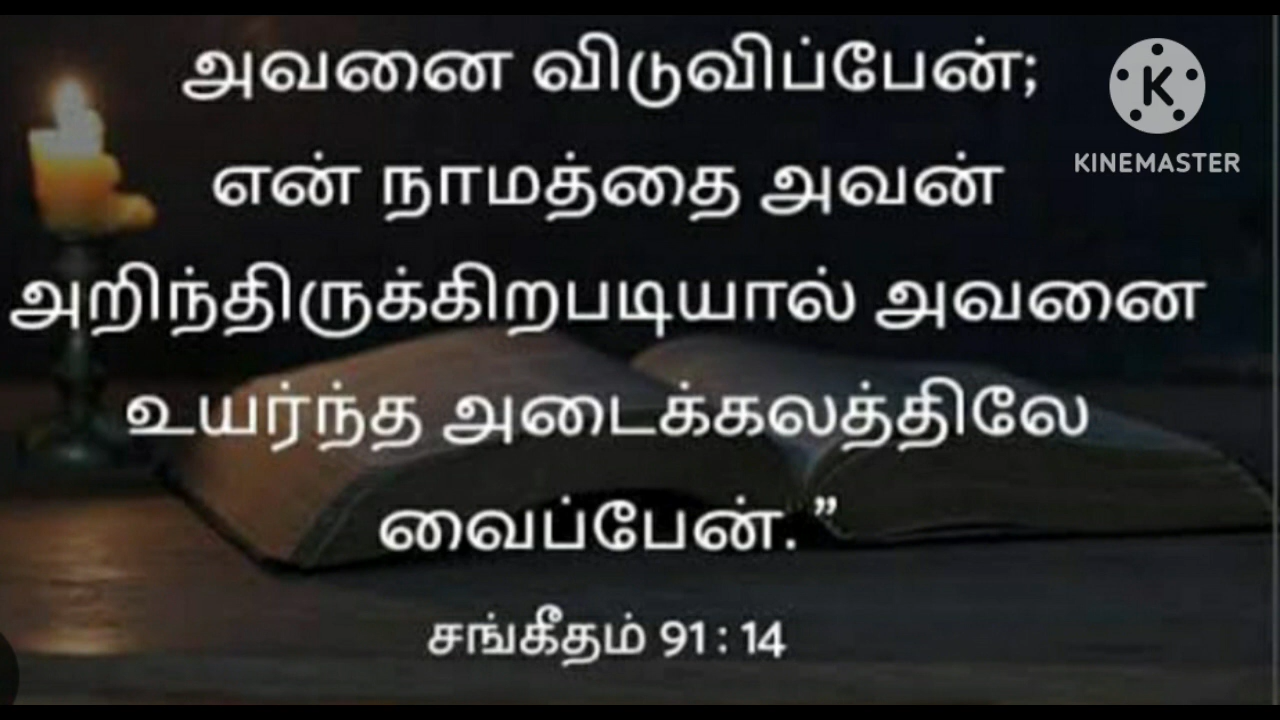 அவனை விடுவிப்பேன்;
என் நாமத்தை அவன்
அறிந்திருக்கிறபடியால் அவனை
உயர்ந்த அடைக்கலத்திலே
வைப்பேன்.”
சங்கீதம் 91 : 14
K
KINEMASTER